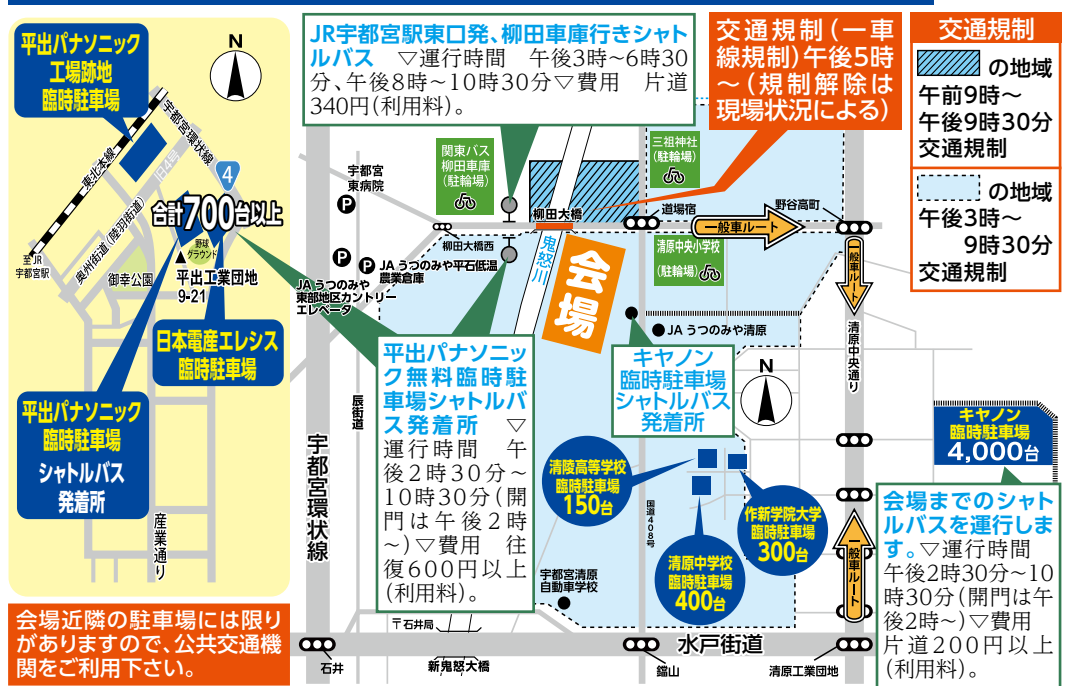 平出パナソニック
工場跡地
臨時駐車場
N
宇都宮環状線
東北本線
旧4号
4
合計700台以上
奥州街道(陸羽街道)
至JR
宇都宮駅
野球
グラウンド
御幸公園
平出工業団地
9-21
日本電産エレシス
臨時駐車場
平出パナソニック
臨時駐車場
シャトルバス
発着所
産業通り
会場近隣の駐車場には限り
がありますので、公共交通機
関をご利用下さい。
JR宇都宮駅東口発、柳田車庫行きシャト
ルバス ▽運行時間 午後3時〜6時30
分、午後8時〜10時30分▽費用 片道
340円(利用料)。
交通規制(一車
線規制)午後5時
〜(規制解除は
現場状況による)
交通規制
の地域
午前9時〜
午後9時30分
交通規制
の地域
午後3時〜
9時30分
交通規制
宇都宮
東病院
P
関東バス
柳田車庫
(駐輪場)
三祖神社
(駐輪場)
柳田大橋
道場宿
一般車ルート
野谷高町
柳田大橋西
鬼怒川
会場
清原中央小学校
(駐輪場)
一般車ルート
P
P
JA うつのみや平石低温
農業倉庫
JA うつのみや
東部地区カントリー
エレベータ
JA うつのみや清原
清原中央通り
平出パナソニッ
ク無料臨時駐
車場シャトルバ
ス発着所 ▽
運行時間 午
後2時30分〜
10時30分(開
門は午後2時
〜)▽費用 往
復600円以上
(利用料)。
キヤノン
臨時駐車場
シャトルバス
発着所
N
辰街道
宇都宮環状線
キヤノン
臨時駐車場
4,000台
清陵高等学校
臨時駐車場
150台
国道408号
作新学院大学
臨時駐車場
300台
清原中学校
臨時駐車場
400台
一般車ルート
会場までのシャト
ルバスを運行しま
す。▽運行時間
午後2時30分〜10
時30分(開門は午
後2時〜)▽費用
片道200円以上
(利用料)。
宇都宮清原
自動車学校
〒石井局
水戸街道
石井
新鬼怒大橋
鐺山
清原工業団地